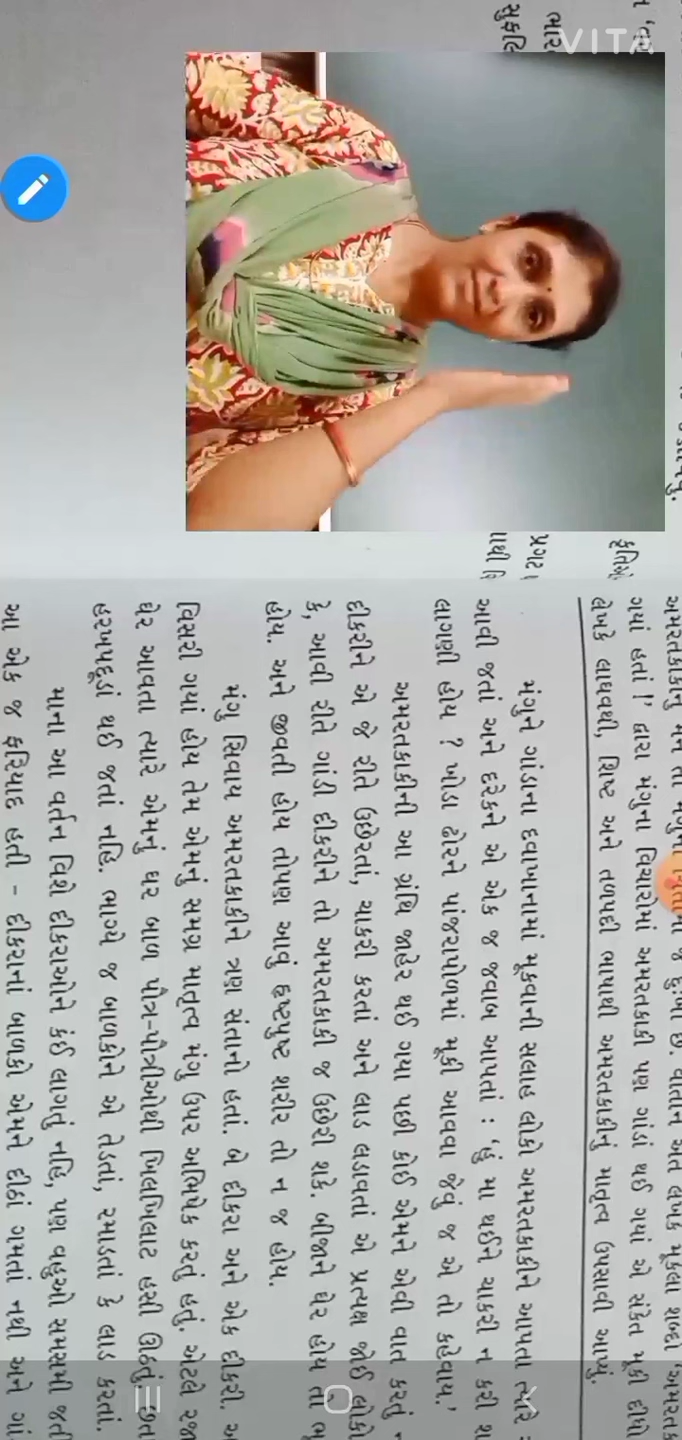 VITA
ગયાં હતાં !' દ્વારા મંગુના વિચારોમાં અમરતકાકી પણ ગાંડાં થઈ ગયાં એ સંકેત મૂકી દીધો
લેખકે લાઘવથી, શિષ્ટ અને તળપદી ભાષાથી અમરતકાકીનું માતૃત્વ ઉપસાવી આપ્યું.
મંગુને ગાંડાના દવાખાનામાં મૂકવાની સલાહ લોકો અમરતકાકીને આપતા ત્યારે
આવી જતાં અને દરેકને એ એક જ જવાબ આપતાં : 'હું મા થઈને ચાકરી ન કરી શ
લાગણી હોય ? ખોડા ઢોરને પાંજરાપોળમાં મૂકી આવવા જેવું જ એ તો કહેવાય.'
અમરતકાકીની આ ગ્રંથિ જાહેર થઈ ગયા પછી કોઈ એમને એવી વાત કરતું ન
દીકરીને એ જે રીતે ઉછેરતાં, ચાકરી કરતાં અને લાડ લડાવતાં એ પ્રત્યક્ષ જોઈ લોકો
કે, આવી રીતે ગાંડી દીકરીને તો અમરતકાકી જ ઉછેરી શકે. બીજાને ઘેર હોય તો ભૂ
હોય. અને જીવતી હોય તોપણ આવું હૃષ્ટપુષ્ટ શરીર તો ન જ હોય.
મંગુ સિવાય અમરતકાકીને ત્રણ સંતાનો હતાં. બે દીકરા અને એક દીકરી. અ
વિસરી ગયાં હોય તેમ એમનું સમગ્ર માતૃત્વ મંગુ ઉપર અભિષેક કરતું હતું. એટલે રજા
ઘેર આવતા ત્યારે એમનું ઘર બાળ પૌત્ર-પૌત્રીઓથી ખિલખિલાટ હસી ઊઠતું છતા
હરખપદૂડાં થઈ જતાં નહિ. ભાગ્યે જ બાળકોને એ તેડતાં, રમાડતાં કે લાડ કરતાં.
માના આ વર્તન વિશે દીકરાઓને કંઈ લાગતું નહિ, પણ વહુઓ સમસમી જતી
આ એક જ ફરિયાદ હતી - દીકરાનાં બાળકો એમને દીઠાં ગમતાં નથી અને ગાં